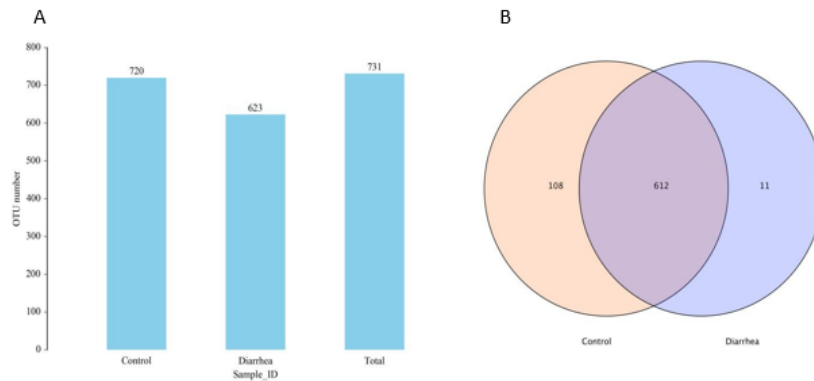 A
B
800
700
600
500
400
300
200
100
0
OTU number
720
623
731
Control
Diarrhea
Total
Sample_ID
108
612
11
Control
Diarrhea